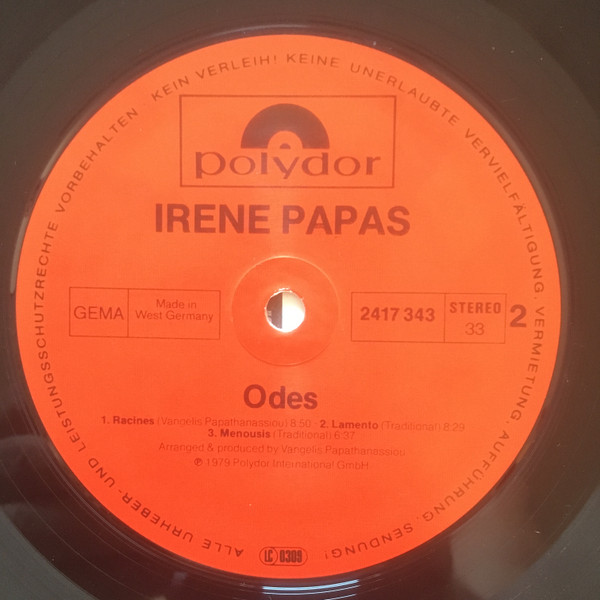 ALLE URHEBER- UND LEISTUNGSSCHUTZRECHTE VORBEHALTEN KEIN VERLEIH! KEINE UNERLAUBTE VERVIELFÄLTIGUNG, VERMIETUNG, AUFFÜHRUNG, SENDUNG!
polydor
IRENE PAPAS
GEMA
Made in
West Germany
2417 343
STEREO
33
2
Odes
1. Racines (Vangelis Papathanassiou) 8:50 · 2. Lamento (Traditional) 8:29
3. Menousis (Traditional) 6:37
Arranged & produced by Vangelis Papathanassiou
℗ 1979 Polydor International GmbH
LC 0309